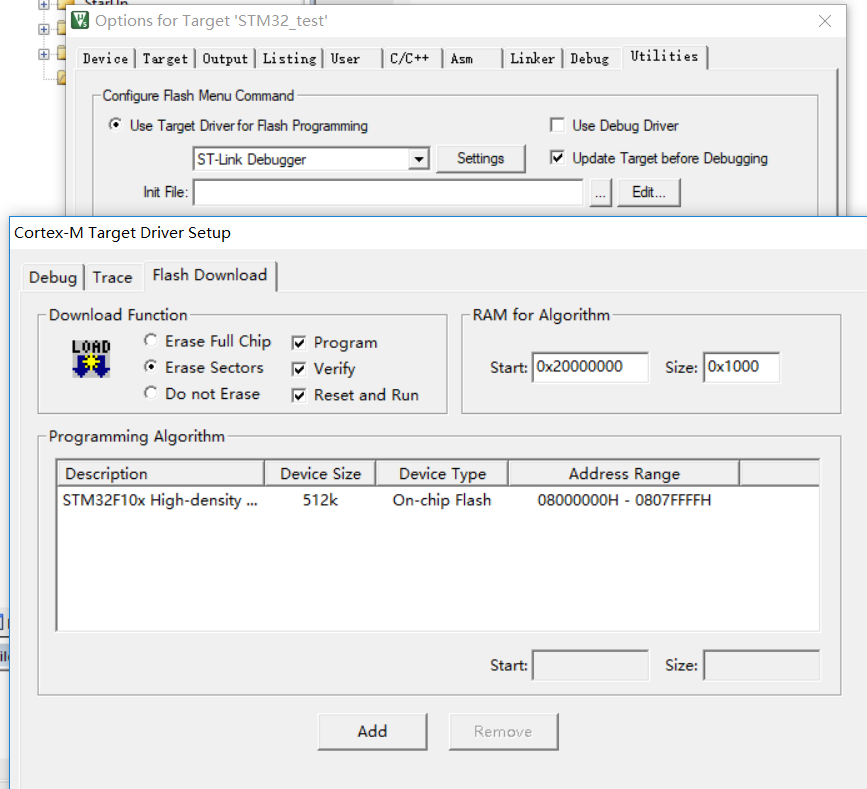 StartUp
Options for Target 'STM32_test'
Device Target Output Listing User C/C++ Asm Linker Debug Utilities
Configure Flash Menu Command
Use Target Driver for Flash Programming
Use Debug Driver
ST-Link Debugger
Settings
Update Target before Debugging
Init File:
...
Edit...
Cortex-M Target Driver Setup
Debug Trace Flash Download
Download Function
LOAD
Erase Full Chip
Program
Erase Sectors
Verify
Do not Erase
Reset and Run
RAM for Algorithm
Start: 0x20000000 Size: 0x1000
Programming Algorithm
Description Device Size Device Type Address Range
STM32F10x High-density ... 512k On-chip Flash 08000000H - 0807FFFFH
Start: Size:
Add Remove